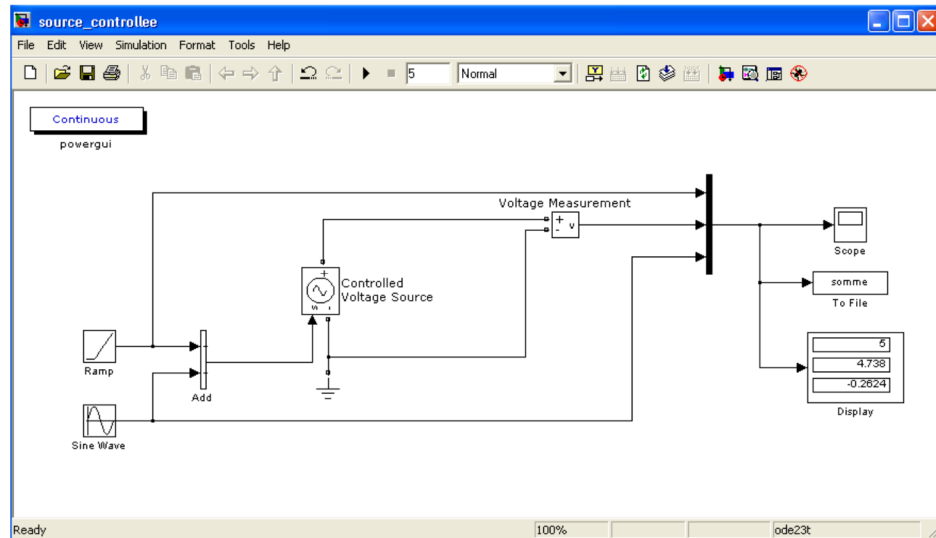 source_controllee
File Edit View Simulation Format Tools Help
5 Normal
Continuous
powergui
Voltage Measurement
+
- v
Scope
+
Controlled
Voltage Source
s -
somme
To File
5
4.738
-0.2624
Display
Ramp
Add
Sine Wave
Ready 100% ode23t